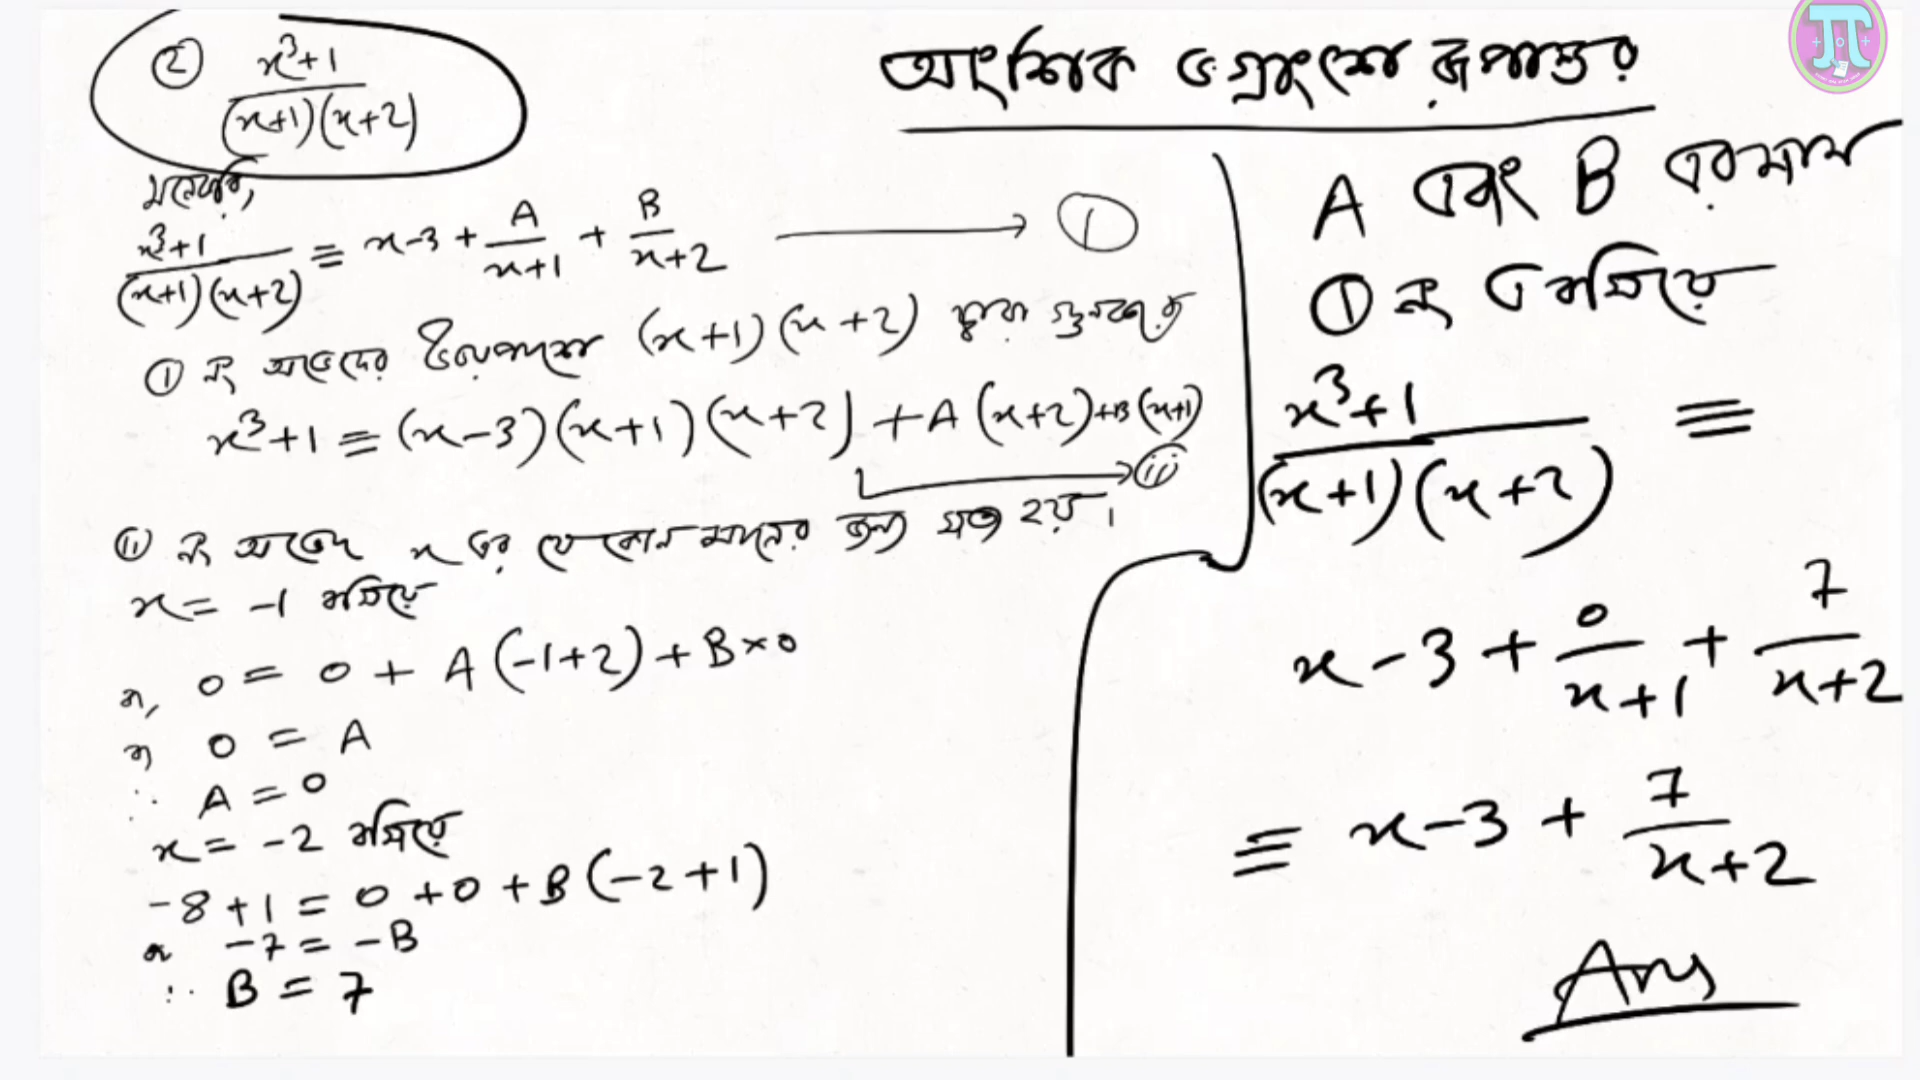 ② x³+1 / (x+1)(x+2)
মনেকরি,
x³+1 / (x+1)(x+2) ≡ x-3 + A/(x+1) + B/(x+2) → ①
① নং অভেদের উভয়পক্ষে (x+1)(x+2) দ্বারা গুনকরে
x³+1 ≡ (x-3)(x+1)(x+2) + A(x+2)+B(x+1)
→ ⅱ
ⅱ নং অভেদ x এর যেকোন মানের জন্য সত্য হয়।
x = -1 বসিয়ে
বা, 0 = 0 + A(-1+2) + B×0
বা 0 = A
∴ A = 0
x = -2 বসিয়ে
-8+1 = 0+0+B(-2+1)
বা -7 = -B
∴ B = 7
আংশিক ভগ্নাংশে রূপান্তর
A এবং B এর মান
① নং এ বসিয়ে
x³+1 / (x+1)(x+2) ≡
x-3 + 0/(x+1) + 7/(x+2)
≡ x-3 + 7/(x+2)
Ans